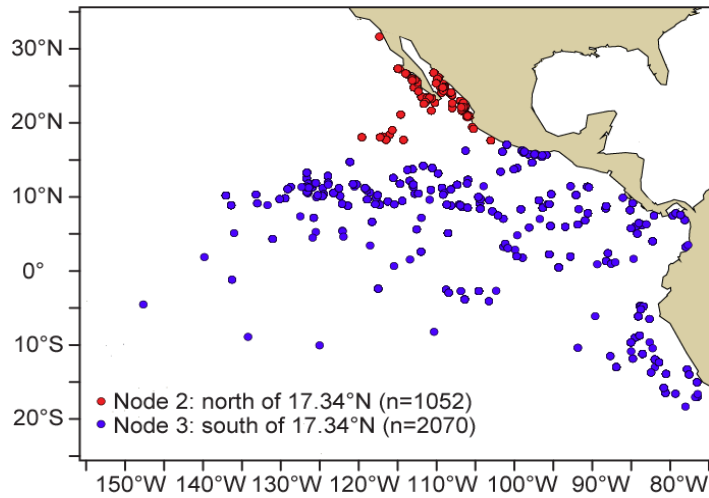 30°N
20°N
10°N
0°
10°S
20°S
Node 2: north of 17.34°N (n=1052)
Node 3: south of 17.34°N (n=2070)
150°W 140°W 130°W 120°W 110°W 100°W 90°W 80°W